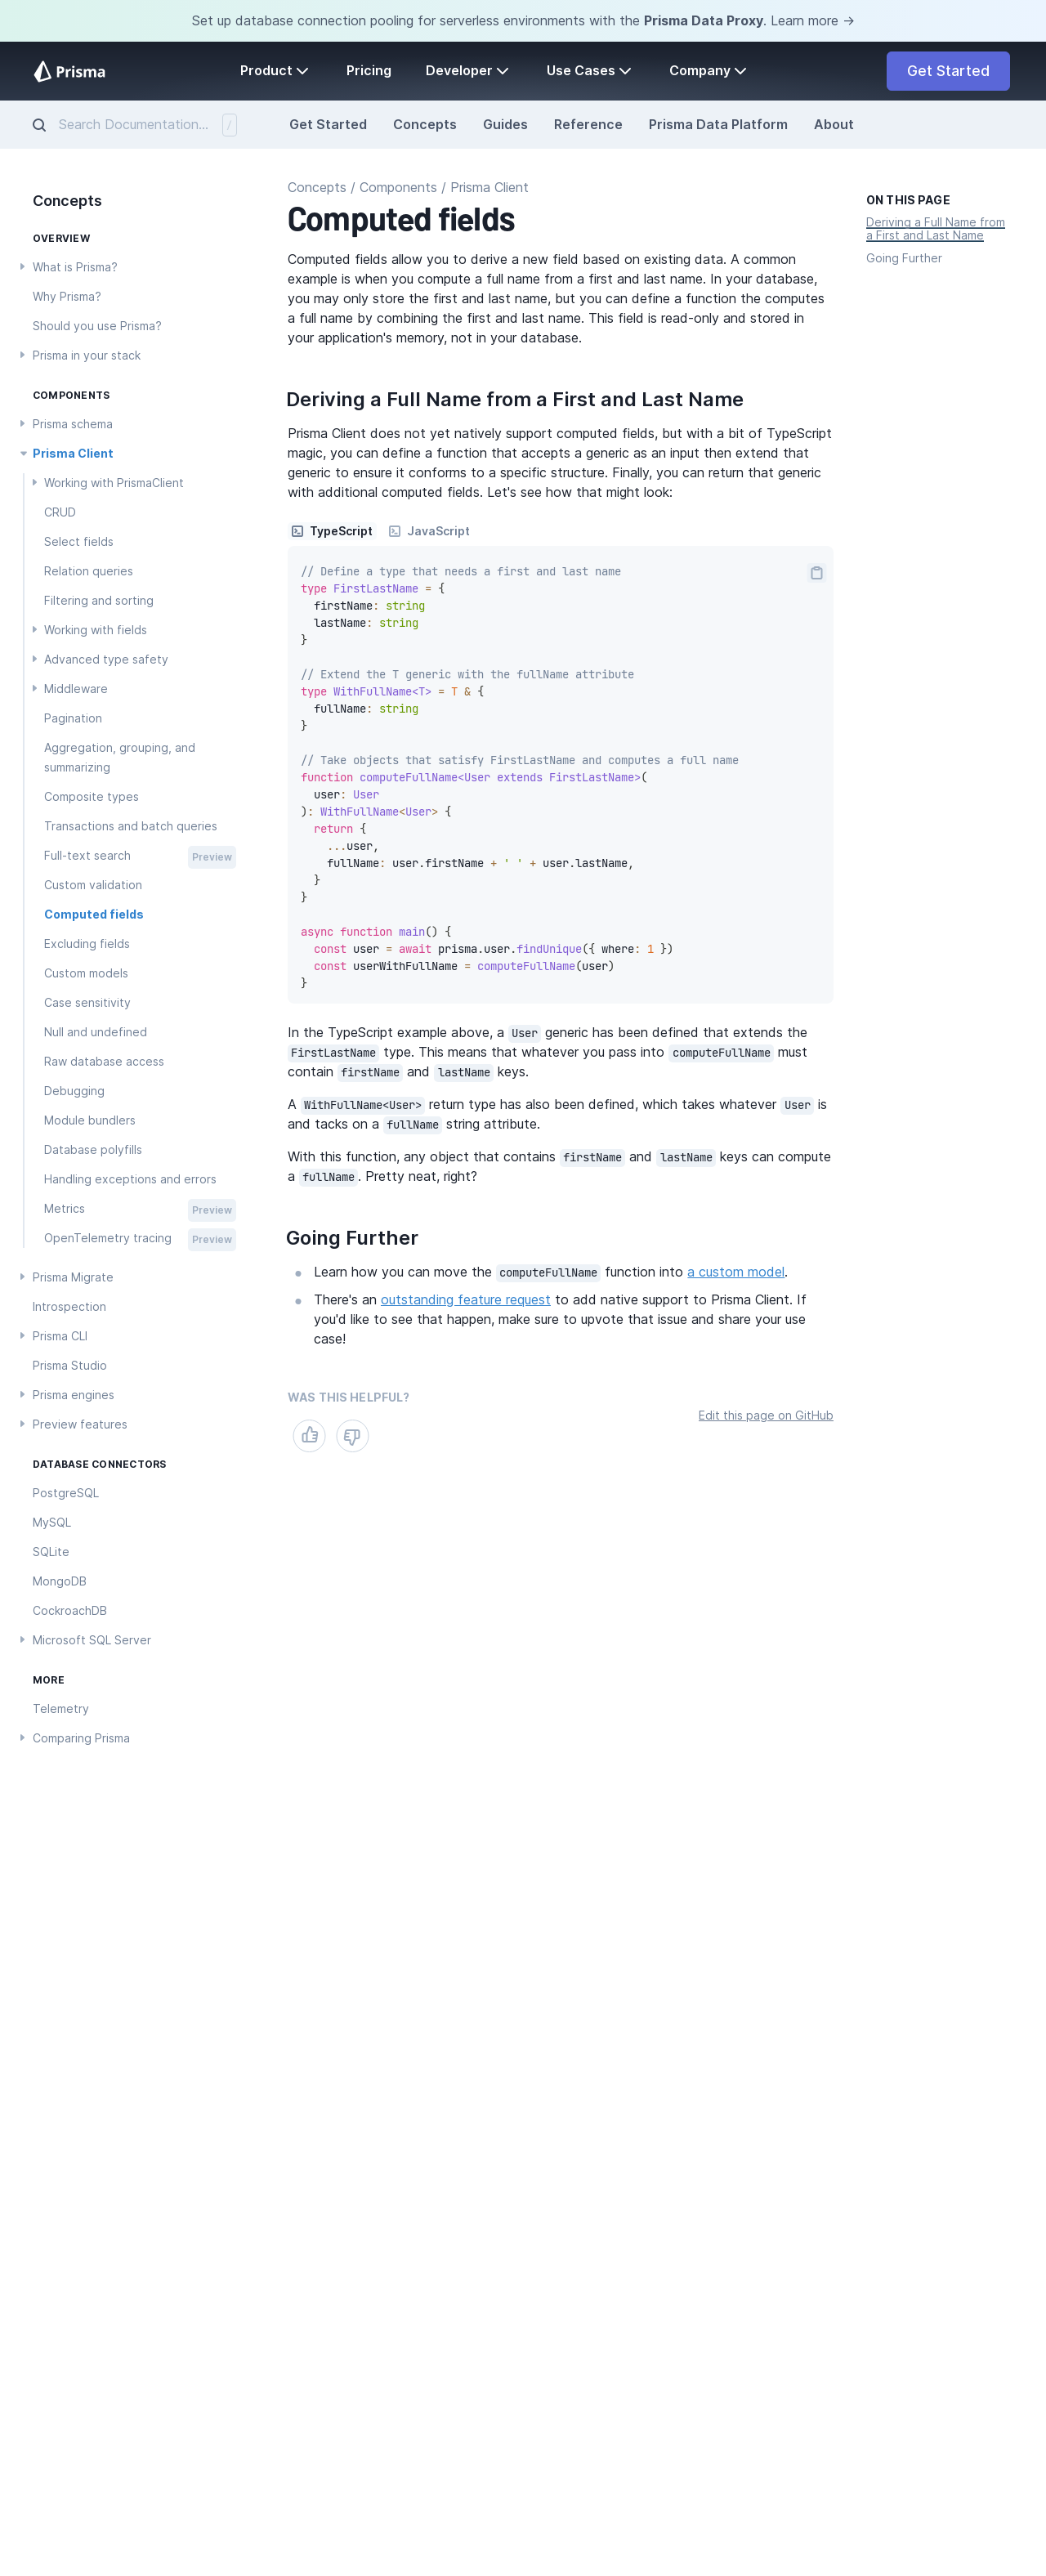 Set up database connection pooling for serverless environments with the Prisma Data Proxy. Learn more →
Prisma
Product
Pricing
Developer
Use Cases
Company
Get Started
Search Documentation...
/
Get Started
Concepts
Guides
Reference
Prisma Data Platform
About
Concepts
OVERVIEW
What is Prisma?
Why Prisma?
Should you use Prisma?
Prisma in your stack
COMPONENTS
Prisma schema
Prisma Client
Working with PrismaClient
CRUD
Select fields
Relation queries
Filtering and sorting
Working with fields
Advanced type safety
Middleware
Pagination
Aggregation, grouping, and
summarizing
Composite types
Transactions and batch queries
Full-text search Preview
Custom validation
Computed fields
Excluding fields
Custom models
Case sensitivity
Null and undefined
Raw database access
Debugging
Module bundlers
Database polyfills
Handling exceptions and errors
Metrics Preview
OpenTelemetry tracing Preview
Prisma Migrate
Introspection
Prisma CLI
Prisma Studio
Prisma engines
Preview features
DATABASE CONNECTORS
PostgreSQL
MySQL
SQLite
MongoDB
CockroachDB
Microsoft SQL Server
MORE
Telemetry
Comparing Prisma
Concepts / Components / Prisma Client
Computed fields
Computed fields allow you to derive a new field based on existing data. A common
example is when you compute a full name from a first and last name. In your database,
you may only store the first and last name, but you can define a function the computes
a full name by combining the first and last name. This field is read-only and stored in
your application's memory, not in your database.
Deriving a Full Name from a First and Last Name
Prisma Client does not yet natively support computed fields, but with a bit of TypeScript
magic, you can define a function that accepts a generic as an input then extend that
generic to ensure it conforms to a specific structure. Finally, you can return that generic
with additional computed fields. Let's see how that might look:
TypeScript
JavaScript
// Define a type that needs a first and last name
type FirstLastName = {
  firstName: string
  lastName: string
}
// Extend the T generic with the fullName attribute
type WithFullName<T> = T & {
  fullName: string
}
// Take objects that satisfy FirstLastName and computes a full name
function computeFullName<User extends FirstLastName>(
  user: User
): WithFullName<User> {
  return {
    ...user,
    fullName: user.firstName + ' ' + user.lastName,
  }
}
async function main() {
  const user = await prisma.user.findUnique({ where: 1 })
  const userWithFullName = computeFullName(user)
}
In the TypeScript example above, a User generic has been defined that extends the
FirstLastName type. This means that whatever you pass into computeFullName must
contain firstName and lastName keys.
A WithFullName<User> return type has also been defined, which takes whatever User is
and tacks on a fullName string attribute.
With this function, any object that contains firstName and lastName keys can compute
a fullName. Pretty neat, right?
Going Further
Learn how you can move the computeFullName function into a custom model.
There's an outstanding feature request to add native support to Prisma Client. If
you'd like to see that happen, make sure to upvote that issue and share your use
case!
WAS THIS HELPFUL?
Edit this page on GitHub
ON THIS PAGE
Deriving a Full Name from
a First and Last Name
Going Further